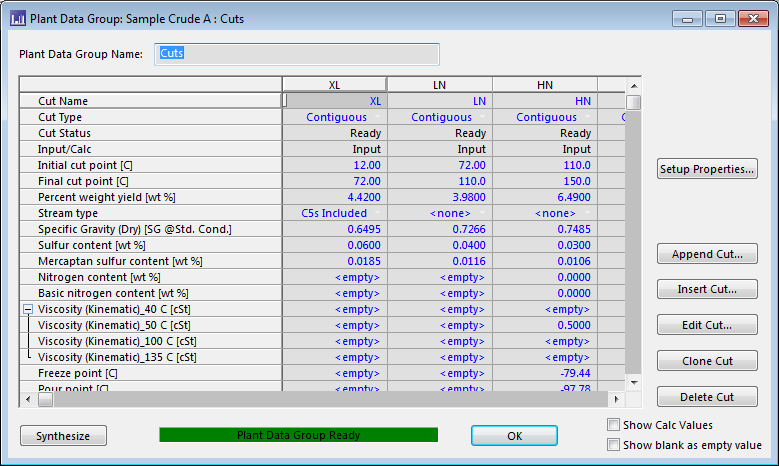 Plant Data Group: Sample Crude A : Cuts
Plant Data Group Name: Cuts
XL LN HN
Cut Name XL LN HN
Cut Type Contiguous Contiguous Contiguous C
Cut Status Ready Ready Ready
Input/Calc Input Input Input
Initial cut point [C] 12.00 72.00 110.0
Final cut point [C] 72.00 110.0 150.0
Percent weight yield [wt %] 4.4200 3.9800 6.4900
Stream type C5s Included <none> <none>
Specific Gravity (Dry) [SG @Std. Cond.] 0.6495 0.7266 0.7485
Sulfur content [wt %] 0.0600 0.0400 0.0300
Mercaptan sulfur content [wt %] 0.0185 0.0116 0.0106
Nitrogen content [wt %] <empty> <empty> 0.0000
Basic nitrogen content [wt %] <empty> <empty> 0.0000
Viscosity (Kinematic)_40 C [cSt] <empty> <empty> <empty>
Viscosity (Kinematic)_50 C [cSt] <empty> <empty> 0.5000
Viscosity (Kinematic)_100 C [cSt] <empty> <empty> <empty>
Viscosity (Kinematic)_135 C [cSt] <empty> <empty> <empty>
Freeze point [C] <empty> <empty> -79.44
Pour point [C] <empty> <empty> -97.78
Setup Properties...
Append Cut...
Insert Cut...
Edit Cut...
Clone Cut
Delete Cut
Synthesize
Plant Data Group Ready
OK
Show Calc Values
Show blank as empty value